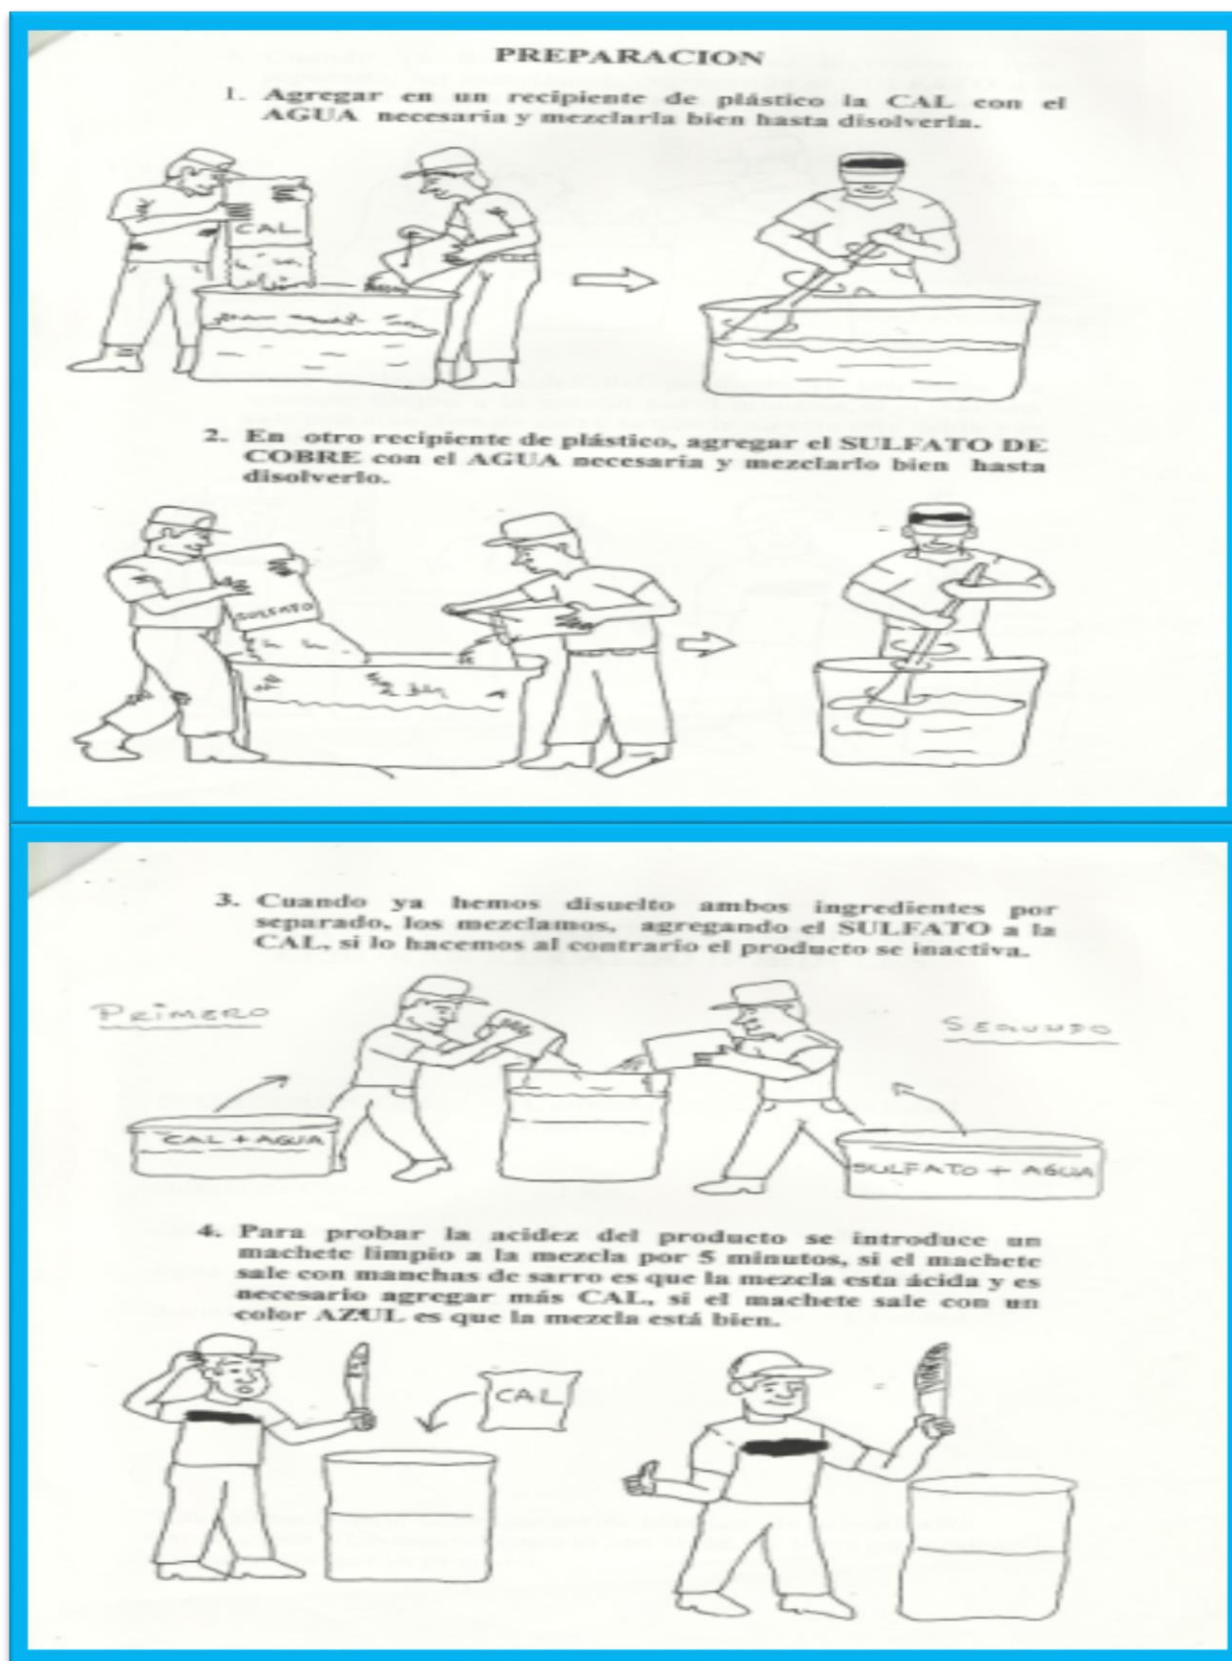 PREPARACION
1. Agregar en un recipiente de plástico la CAL con el
AGUA necesaria y mezclarla bien hasta disolverla.
CAL
2. En otro recipiente de plástico, agregar el SULFATO DE
COBRE con el AGUA necesaria y mezclarlo bien hasta
disolverlo.
SULFATO
3. Cuando ya hemos disuelto ambos ingredientes por
separado, los mezclamos, agregando el SULFATO a la
CAL, si lo hacemos al contrario el producto se inactiva.
PRIMERO
SEGUNDO
CAL + AGUA
SULFATO + AGUA
4. Para probar la acidez del producto se introduce un
machete limpio a la mezcla por 5 minutos, si el machete
sale con manchas de sarro es que la mezcla esta ácida y es
necesario agregar más CAL, si el machete sale con un
color AZUL es que la mezcla está bien.
CAL